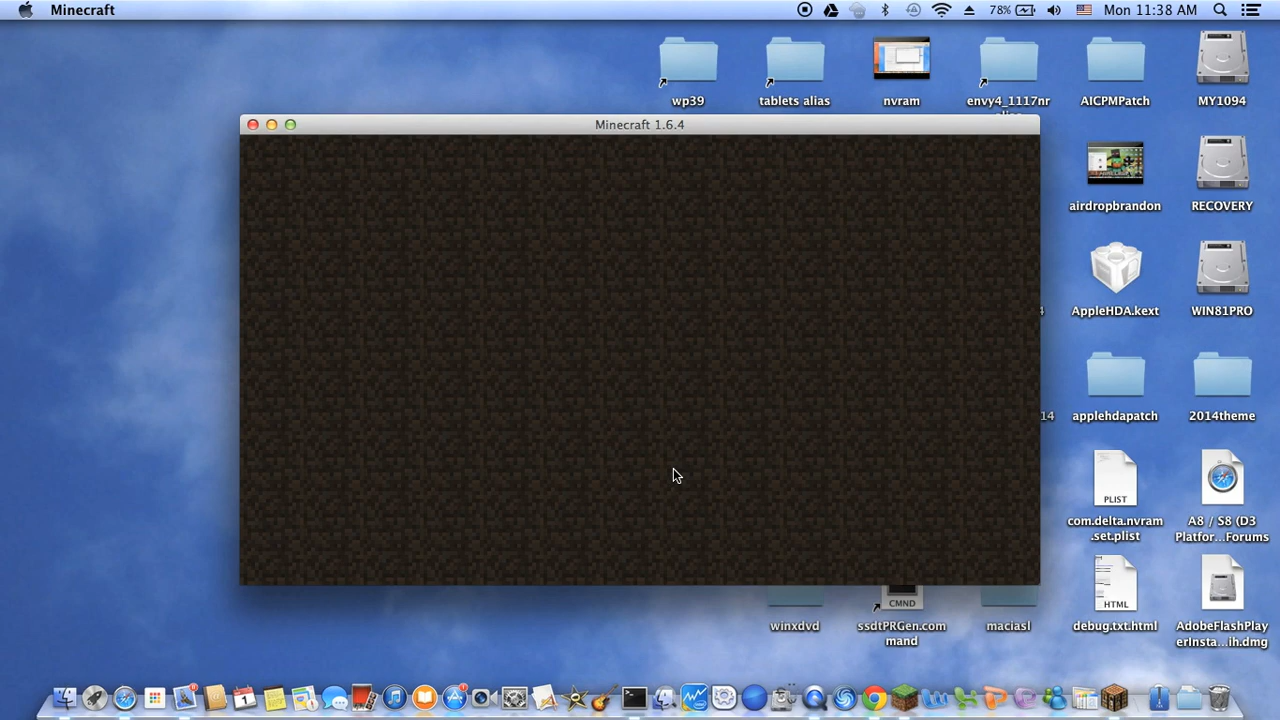 Minecraft
78%
Mon 11:38 AM
wp39
tablets alias
nvram
envy4_1117nr
AICPMPatch
MY1094
Minecraft 1.6.4
airdropbrandon
RECOVERY
AppleHDA.kext
WIN81PRO
14
applehdapatch
2014theme
PLIST
com.delta.nvram
.set.plist
A8 / S8 (D3
Platfor...Forums
CMND
HTML
winxdvd
ssdtPRGen.com
mand
maciasl
debug.txt.html
AdobeFlashPlay
erInsta...ih.dmg